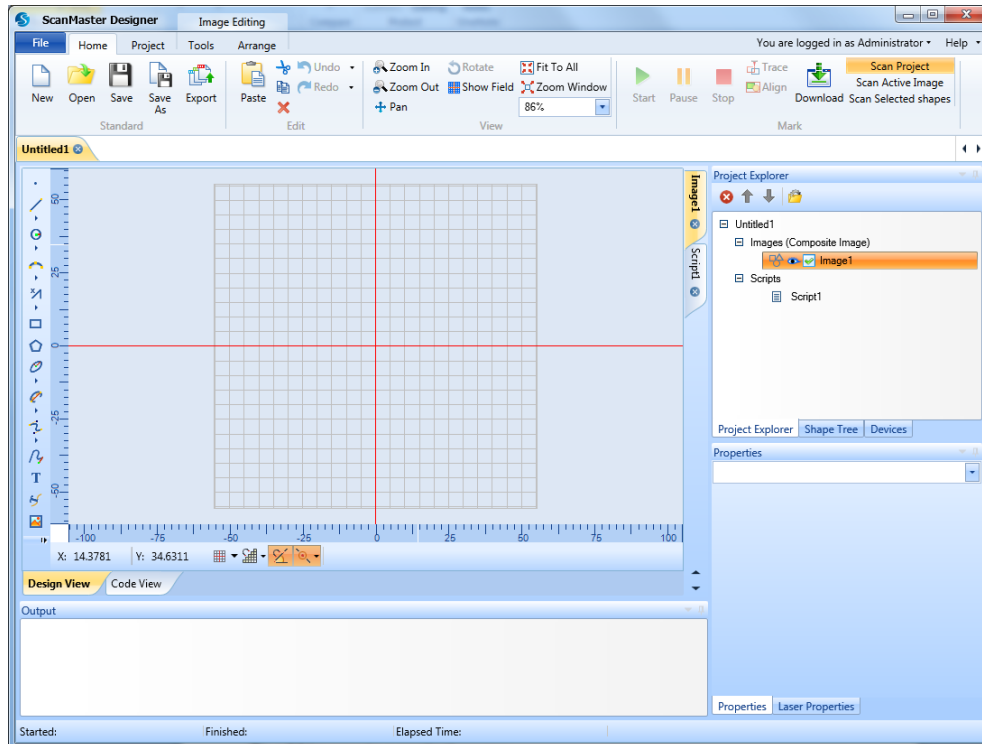 ScanMaster Designer Image Editing
File Home Project Tools Arrange You are logged in as Administrator Help
New Open Save Save As Export
Standard
Paste Undo Redo
Edit
Zoom In Rotate Fit To All
Zoom Out Show Field Zoom Window
Pan 86%
View
Start Pause Stop
Trace
Align
Download
Scan Project
Scan Active Image
Scan Selected shapes
Mark
Untitled1
50
25
0
-25
-50
-100 -75 -50 -25 0 25 50 75 100
Image1
Script1
X: 14.3781 Y: 34.6311
Design View Code View
Project Explorer
Untitled1
Images (Composite Image)
Image1
Scripts
Script1
Project Explorer Shape Tree Devices
Properties
Properties Laser Properties
Output
Started: Finished: Elapsed Time: